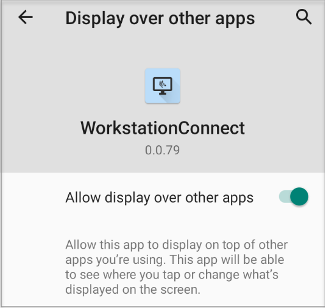 Display over other apps
WorkstationConnect
0.0.79
Allow display over other apps
Allow this app to display on top of other
apps you're using. This app will be able
to see where you tap or change what's
displayed on the screen.